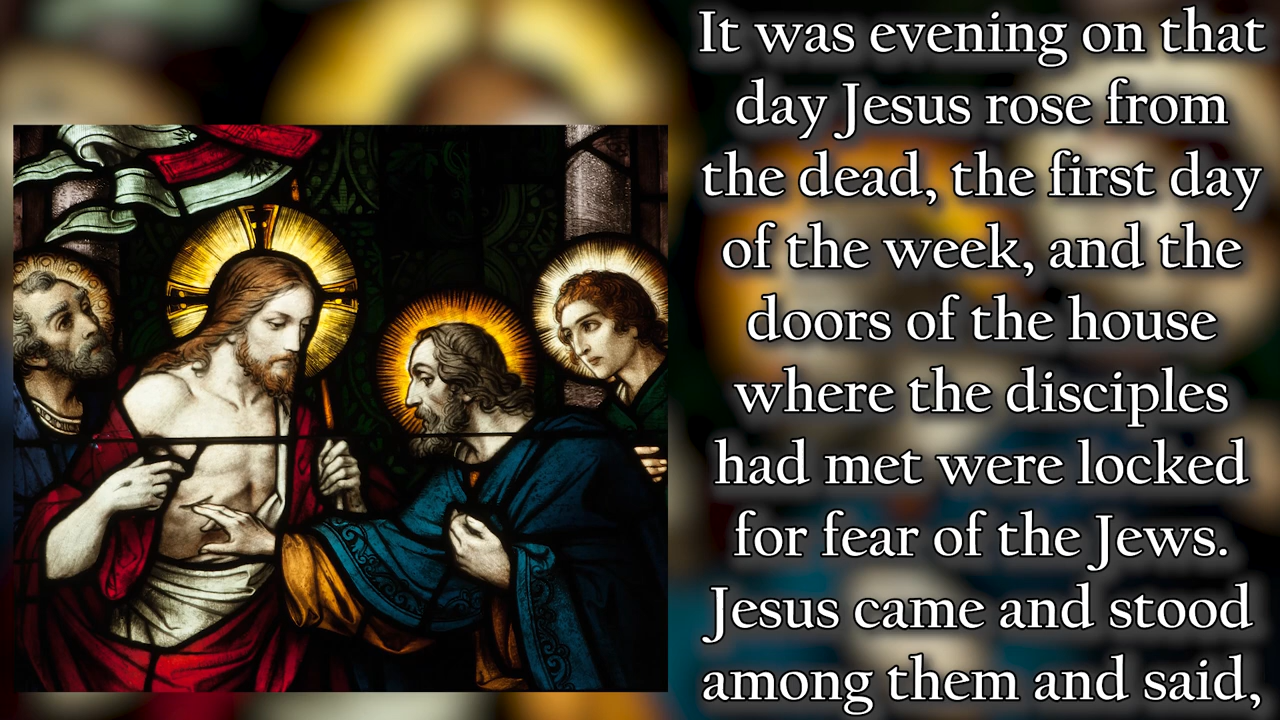 It was evening on that
day Jesus rose from
the dead, the first day
of the week, and the
doors of the house
where the disciples
had met were locked
for fear of the Jews.
Jesus came and stood
among them and said,